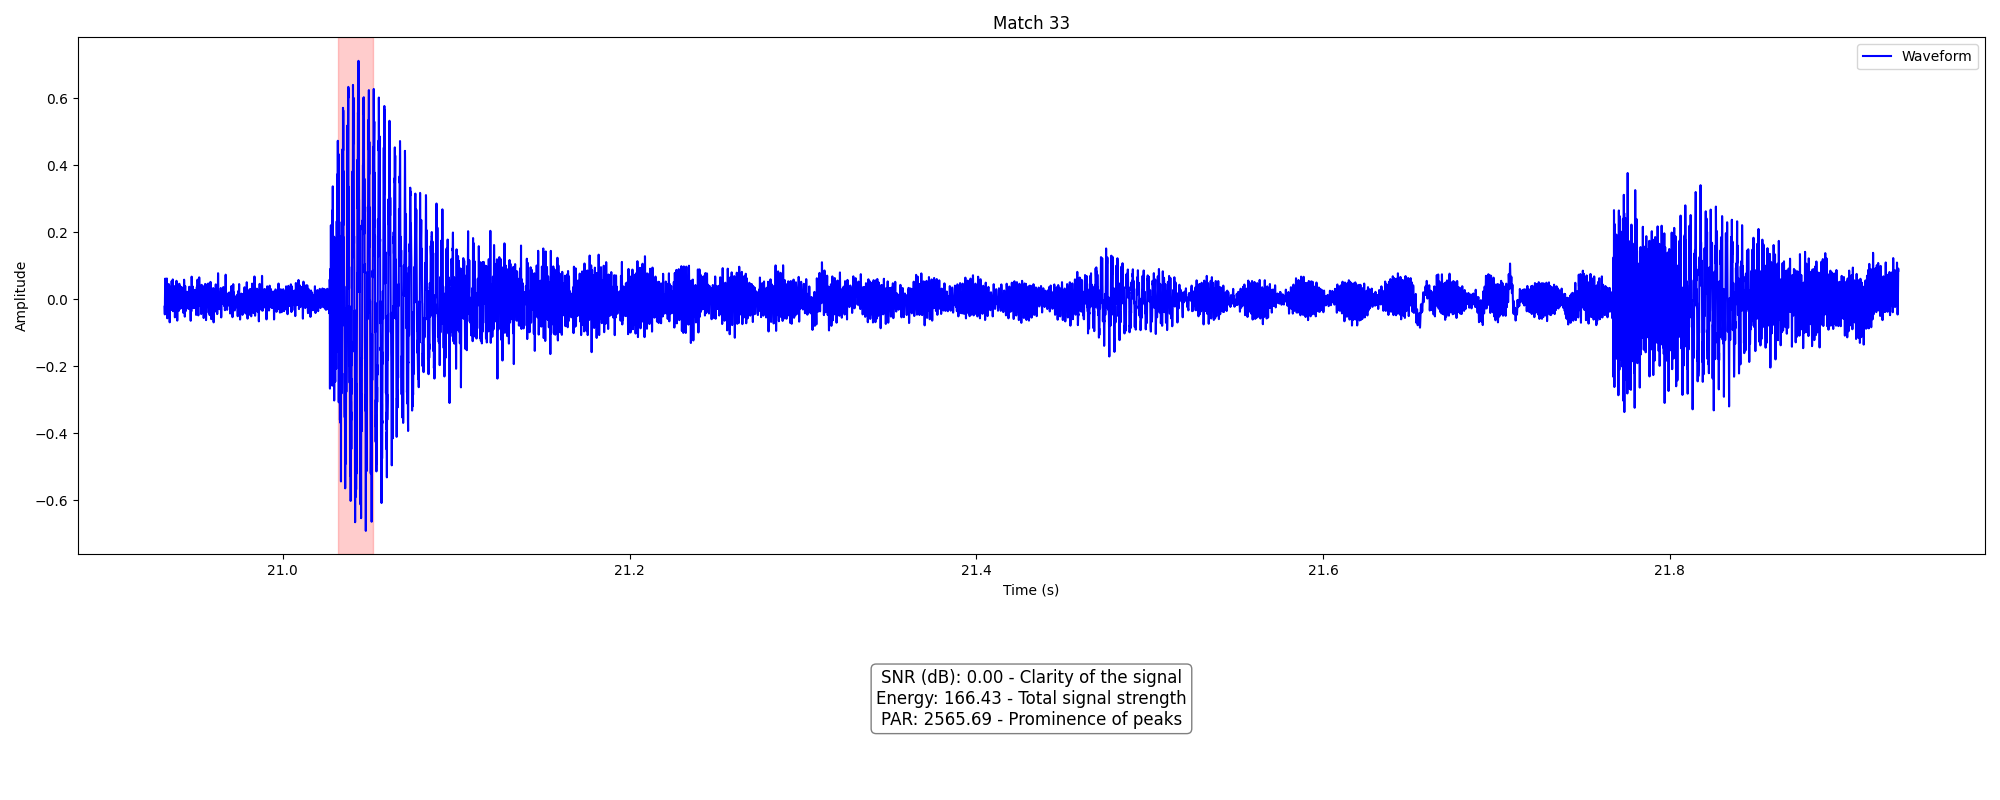 Match 33
Waveform
Amplitude
0.6
0.4
0.2
0.0
−0.2
−0.4
−0.6
21.0 21.2 21.4 21.6 21.8
Time (s)
SNR (dB): 0.00 - Clarity of the signal
Energy: 166.43 - Total signal strength
PAR: 2565.69 - Prominence of peaks